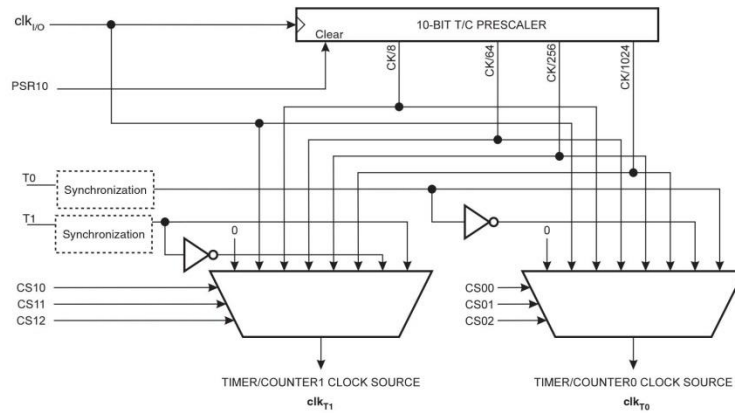 clkI/O
10-BIT T/C PRESCALER
Clear
PSR10
CK/8
CK/64
CK/256
CK/1024
T0
Synchronization
T1
Synchronization
0
0
CS10
CS11
CS12
CS00
CS01
CS02
TIMER/COUNTER1 CLOCK SOURCE
clkT1
TIMER/COUNTER0 CLOCK SOURCE
clkT0